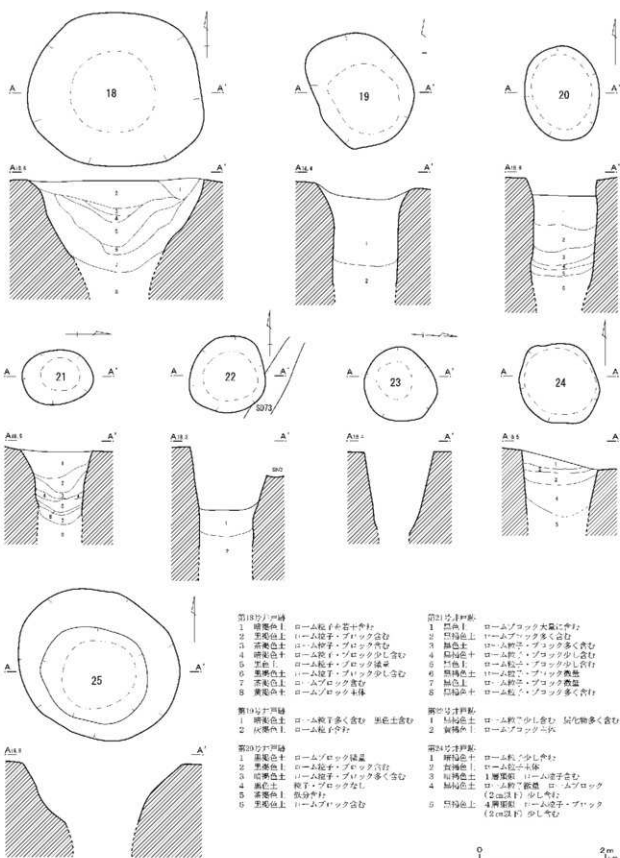 18
19
20
A A'
A A'
A A'
21
22
23
24
SD73
A A'
A A'
A A'
A A'
25
A A'
第18号井戸跡
1 暗褐色土 ローム粒子を若干含む
2 黒褐色土 ローム粒子・ブロック含む
3 茶褐色土 ローム粒子・ブロック含む
4 暗褐色土 ローム粒子・ブロック少し含む
5 黒色土 ローム粒子・ブロック微量
6 黒褐色土 ローム粒子・ブロック少し含む
7 茶褐色土 ロームブロック含む
8 黄褐色土 ロームブロック主体
第19号井戸跡
1 暗褐色土 ローム粒子多く含む 黒色土含む
2 灰褐色土 ローム粒子含む
第20号井戸跡
1 黒褐色土 ロームブロック微量
2 黒褐色土 ローム粒子・ブロック含む
3 暗褐色土 ローム粒子・ブロック多く含む
4 黒色土 粒子・ブロックなし
5 茶褐色土 鉄分含む
6 黒褐色土 ロームブロック含む
第21号井戸跡
1 黒色土 ロームブロック大量に含む
2 黒褐色土 ロームブロック多く含む
3 黒色土 ローム粒子・ブロック多く含む
4 黒褐色土 ローム粒子・ブロック少し含む
5 黒色土 ローム粒子・ブロック少し含む
6 黒褐色土 ローム粒子・ブロック微量
7 黒色土 ローム粒子・ブロック微量
8 黒褐色土 ローム粒子・ブロック多く含む
第22号井戸跡
1 黒褐色土 ローム粒子少し含む 炭化物多く含む
2 黄褐色土 ロームブロック主体
第24号井戸跡
1 暗褐色土 ローム粒子少し含む
2 黄褐色土 ローム粒子主体
3 暗褐色土 1層類似 ローム粒子含む
4 黒褐色土 ローム粒子微量 ロームブロック
(2cm以下) 少し含む
5 黒褐色土 4層類似 ローム粒子・ブロック
(2cm以下) 少し含む
0 2m